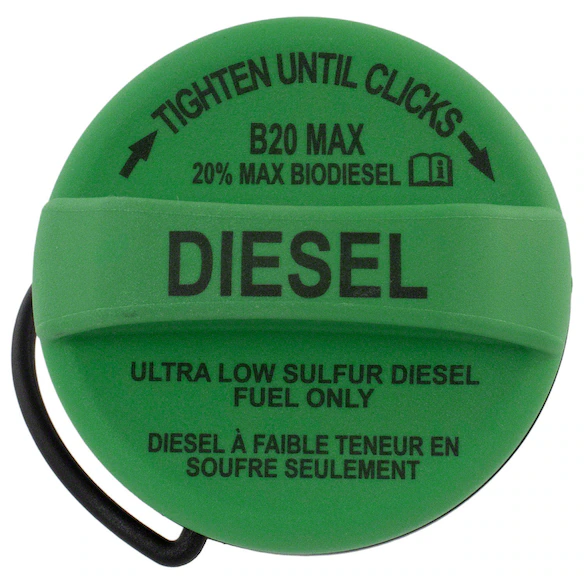 TIGHTEN UNTIL CLICKS
B20 MAX
20% MAX BIODIESEL
DIESEL
ULTRA LOW SULFUR DIESEL
FUEL ONLY
DIESEL À FAIBLE TENEUR EN
SOUFRE SEULEMENT